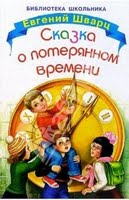 БИБЛИОТЕКА ШКОЛЬНИКА
Евгений Шварц
Сказка
о потерянном
времени